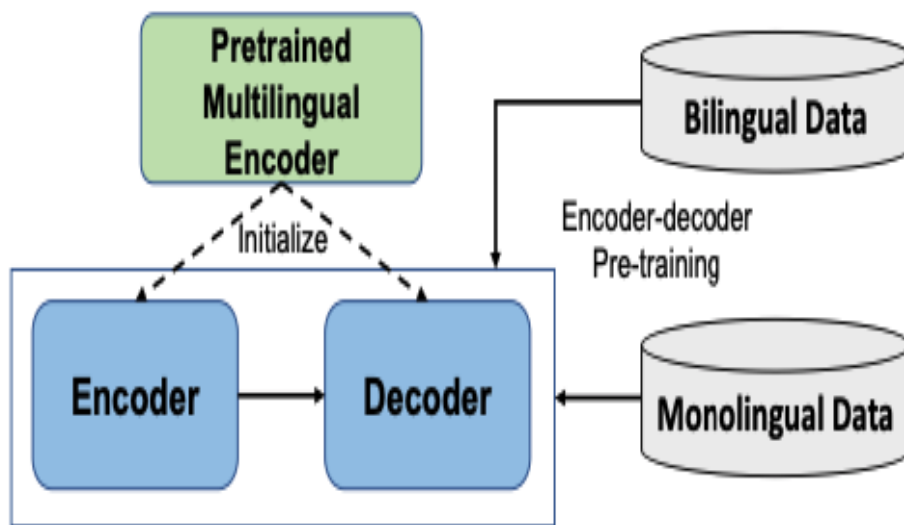 Pretrained
Multilingual
Encoder
Bilingual Data
Initialize
Encoder-decoder
Pre-training
Encoder
Decoder
Monolingual Data